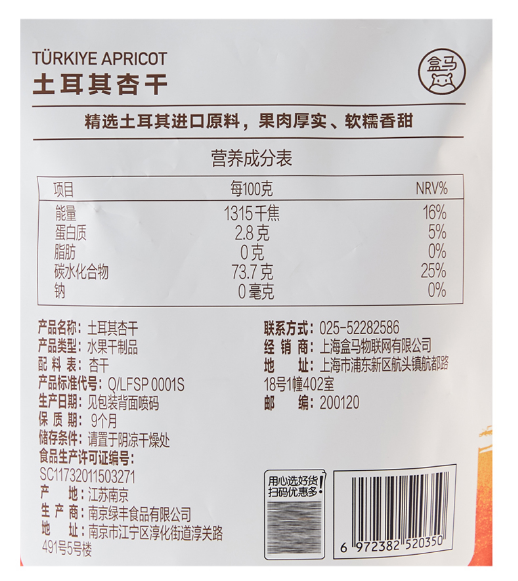 TÜRKIYE APRICOT
土耳其杏干
盒马
精选土耳其进口原料，果肉厚实、软糯香甜
营养成分表
项目 每100克 NRV%
能量 1315千焦 16%
蛋白质 2.8克 5%
脂肪 0克 0%
碳水化合物 73.7克 25%
钠 0毫克 0%
产品名称：土耳其杏干
产品类型：水果干制品
配料表：杏干
产品标准代号：Q/LFSP 0001S
生产日期：见包装背面喷码
保质期：9个月
储存条件：请置于阴凉干燥处
食品生产许可证编号：
SC11732011503271
产地：江苏南京
生产商：南京绿丰食品有限公司
地址：南京市江宁区淳化街道淳关路
491号5号楼
联系方式：025-52282586
经销商：上海盒马物联网有限公司
地址：上海市浦东新区航头镇航都路
18号1幢402室
邮编：200120
用心选好货！
扫码优惠多！
6 972382 520350